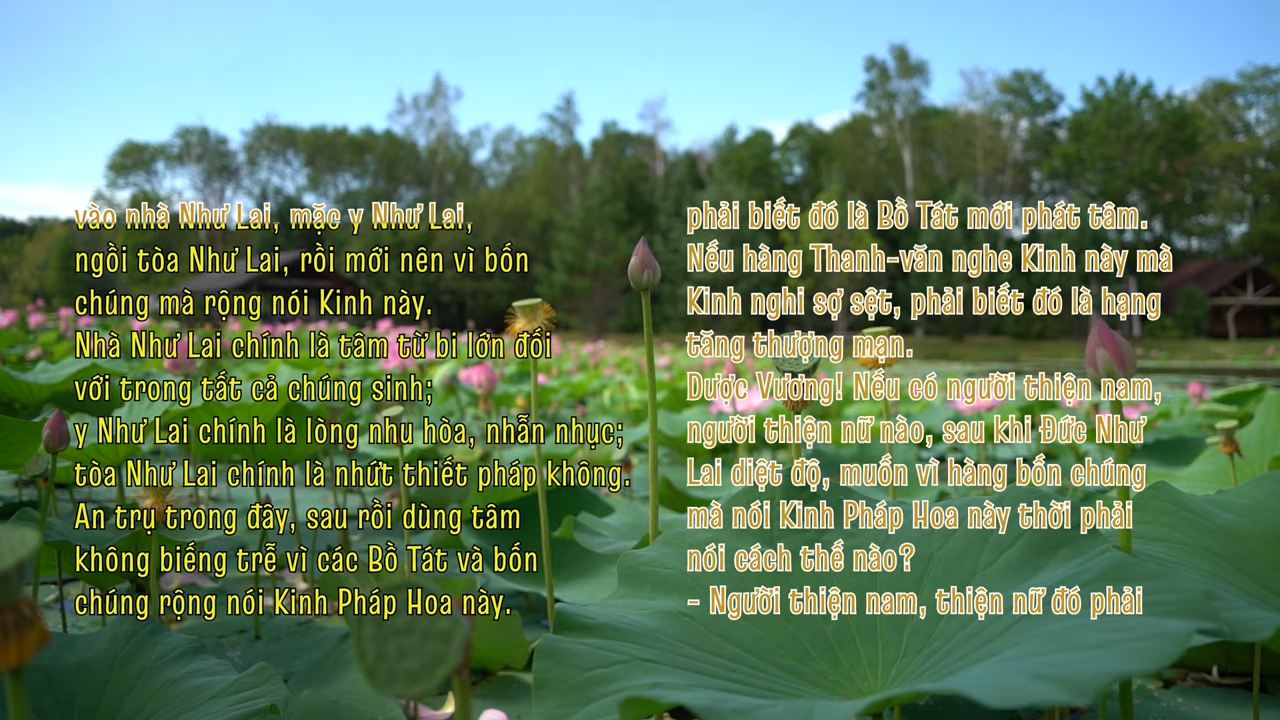 vào nhà Như Lai, mặc y Như Lai,
ngồi tòa Như Lai, rồi mới nên vì bốn
chúng mà rộng nói Kinh này.
Nhà Như Lai chính là tâm từ bi lớn đối
với trong tất cả chúng sinh;
y Như Lai chính là lòng nhu hòa, nhẫn nhục;
tòa Như Lai chính là nhứt thiết pháp không.
An trụ trong đây, sau rồi dùng tâm
không biếng trễ vì các Bồ Tát và bốn
chúng rộng nói Kinh Pháp Hoa này.
phải biết đó là Bồ Tát mới phát tâm.
Nếu hàng Thanh-văn nghe Kinh này mà
Kinh nghi sợ sệt, phải biết đó là hạng
tăng thượng mạn.
Dược Vương! Nếu có người thiện nam,
người thiện nữ nào, sau khi Đức Như
Lai diệt độ, muốn vì hàng bốn chúng
mà nói Kinh Pháp Hoa này thời phải
nói cách thế nào?
- Người thiện nam, thiện nữ đó phải